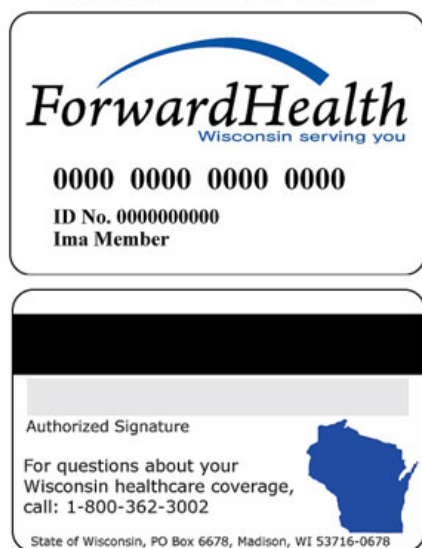 ForwardHealth
Wisconsin serving you
0000 0000 0000 0000
ID No. 0000000000
Ima Member
Authorized Signature
For questions about your
Wisconsin healthcare coverage,
call: 1-800-362-3002
State of Wisconsin, PO Box 6678, Madison, WI 53716-0678